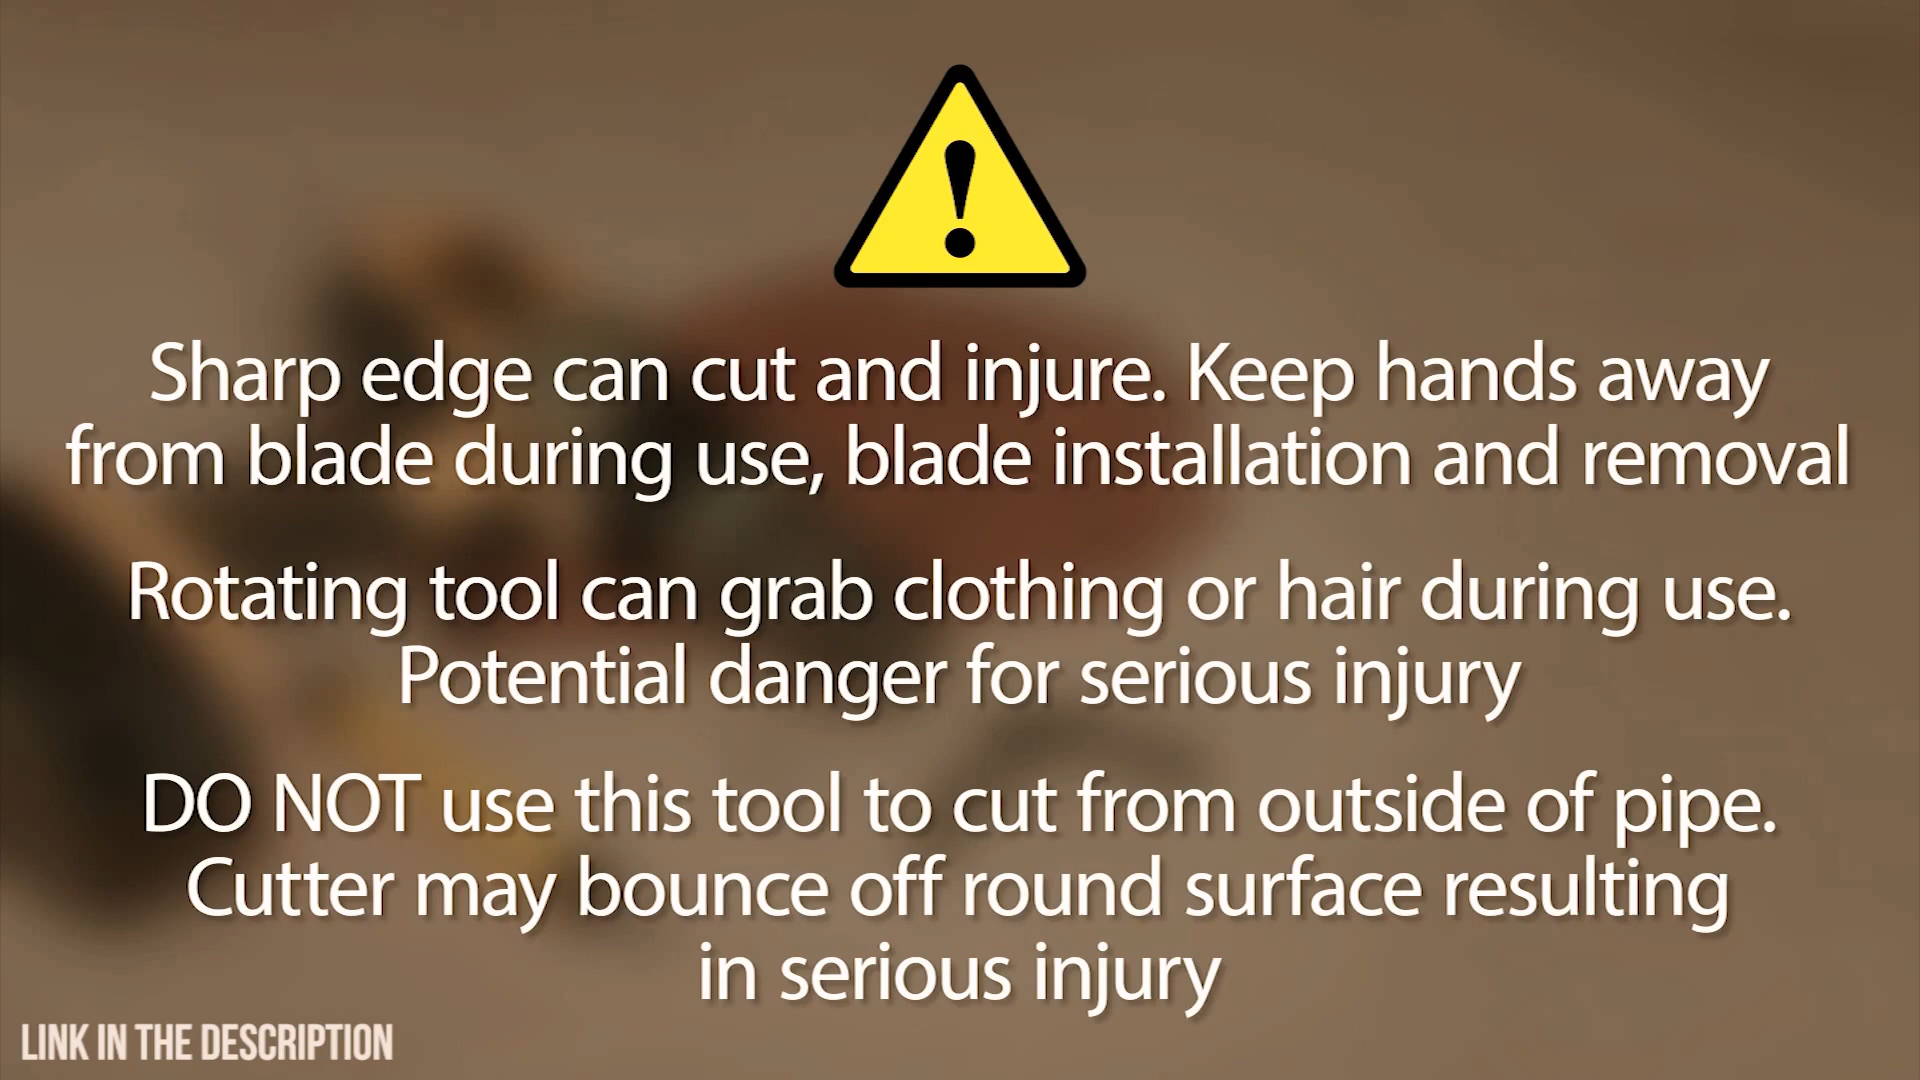 Sharp edge can cut and injure. Keep hands away
from blade during use, blade installation and removal
Rotating tool can grab clothing or hair during use.
Potential danger for serious injury
DO NOT use this tool to cut from outside of pipe.
Cutter may bounce off round surface resulting
in serious injury
LINK IN THE DESCRIPTION